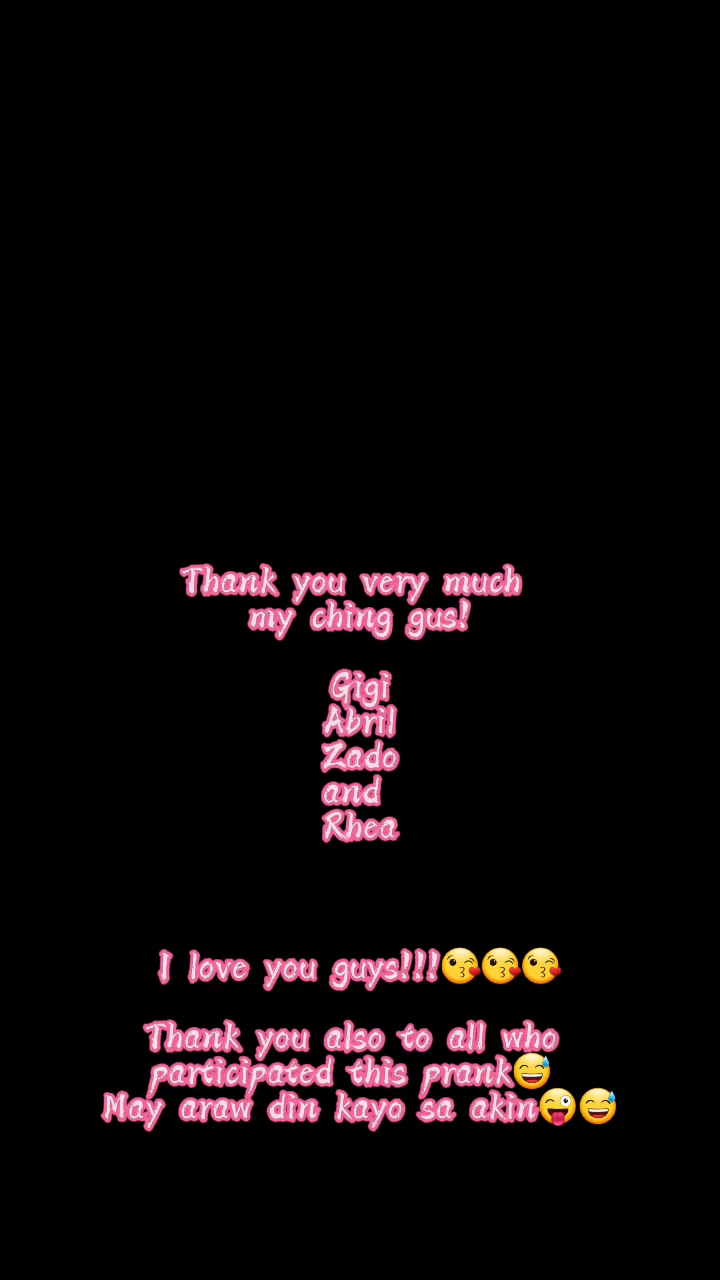 Thank you very much
my ching gus!
Gigi
Abril
Zado
and
Rhea
I love you guys!!!😘😘😘
Thank you also to all who
participated this prank😅
May araw din kayo sa akin😜😅